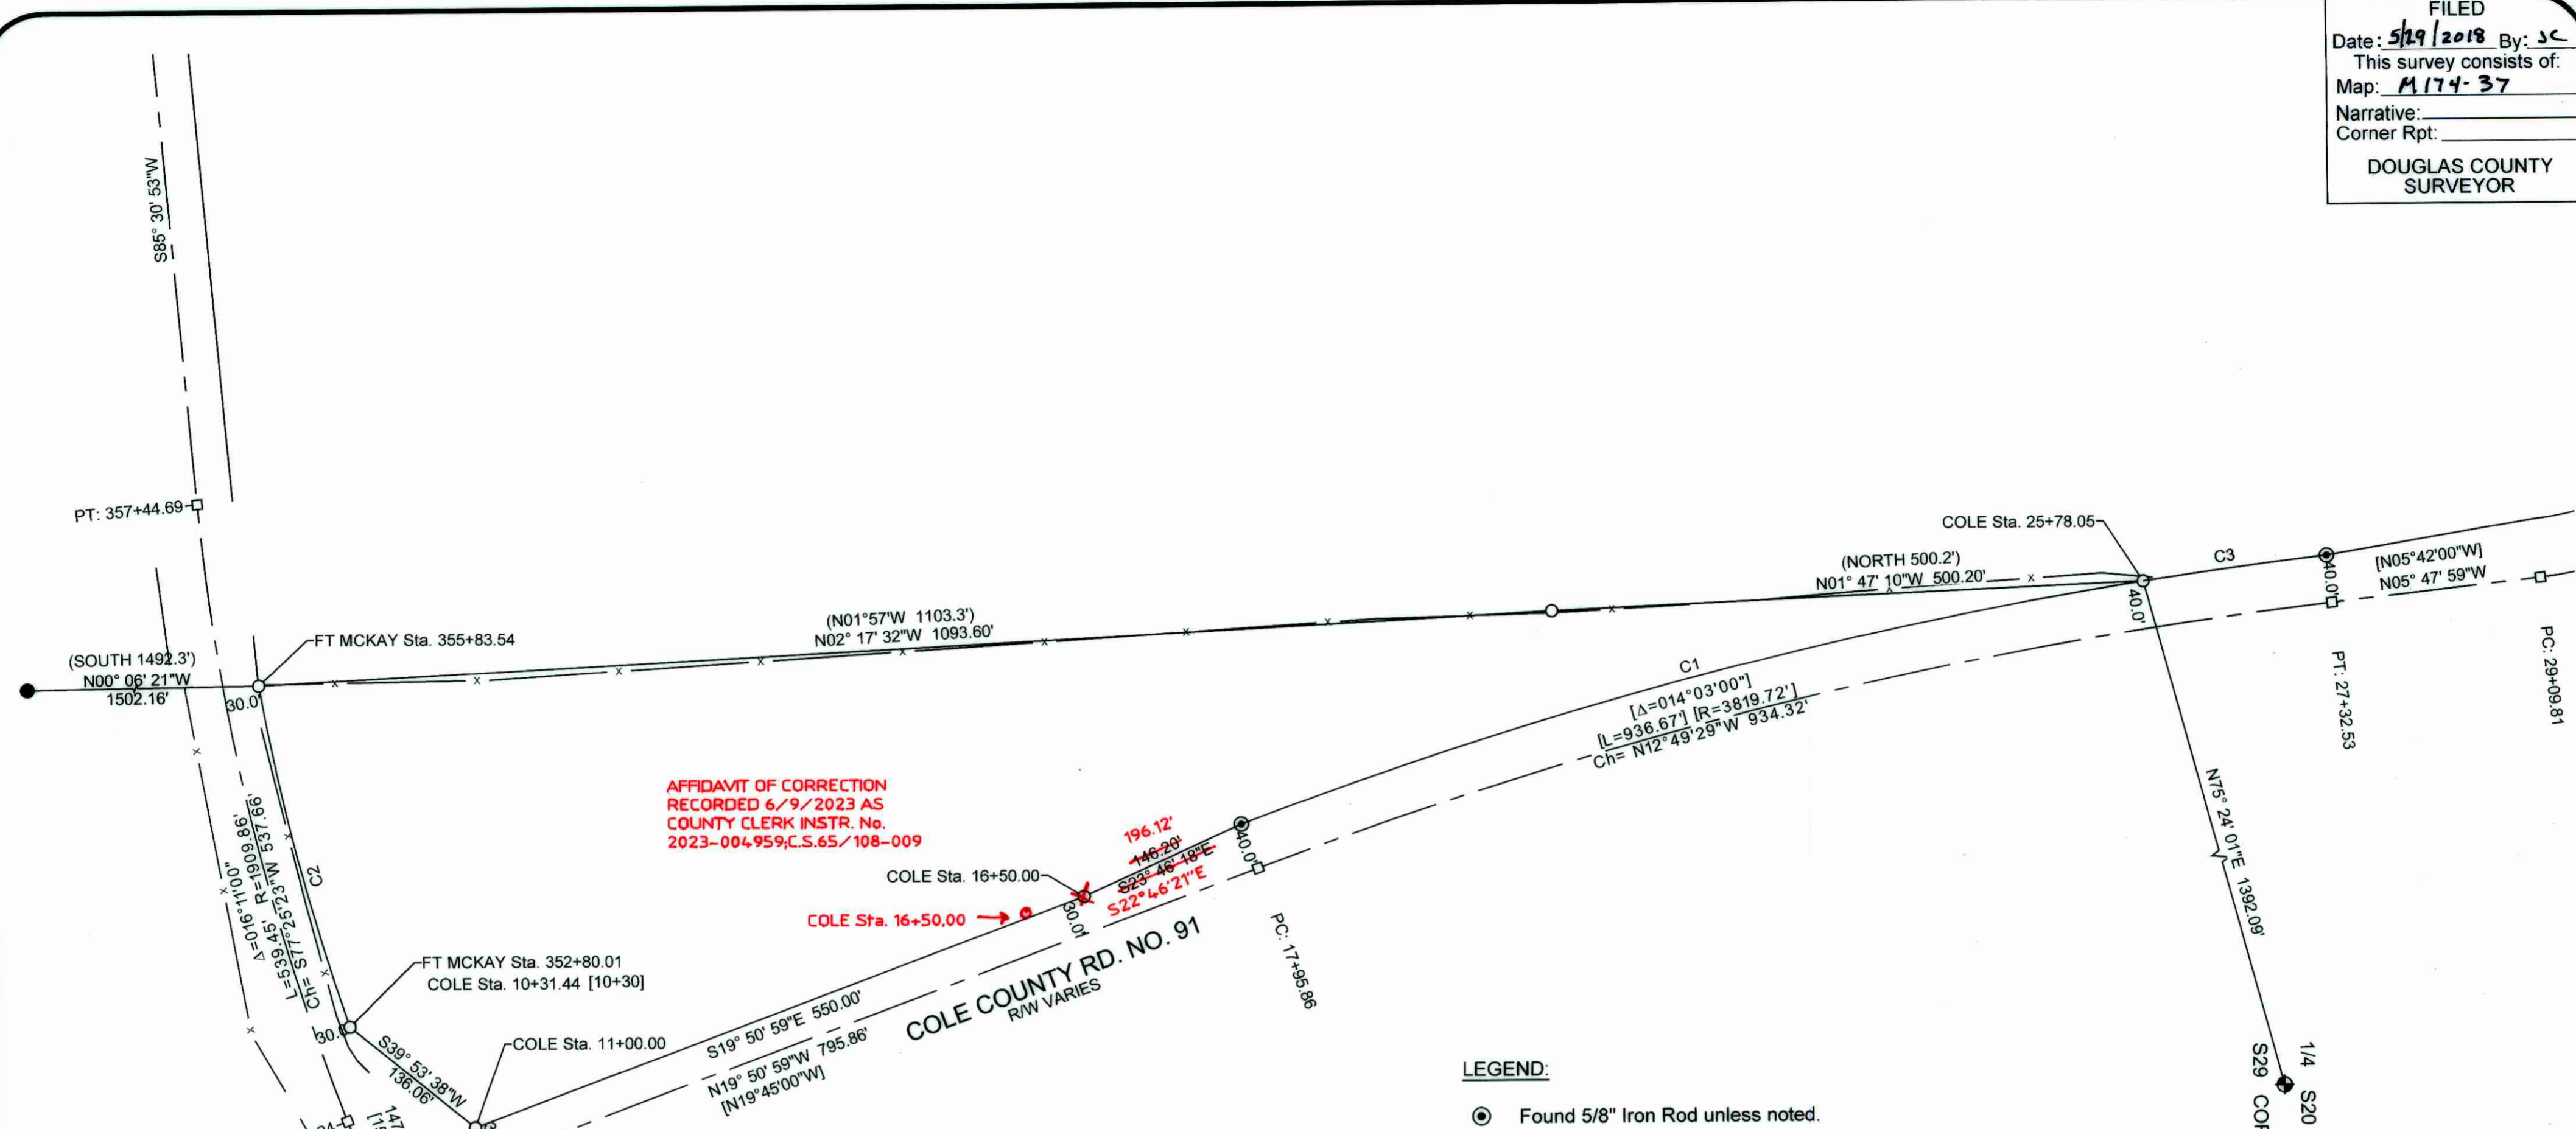 FILED
Date: 5/29/2018 By: JC
This survey consists of:
Map: M174-37
Narrative:
Corner Rpt:
DOUGLAS COUNTY
SURVEYOR
S85° 30' 53"W
PT: 357+44.69
COLE Sta. 25+78.05
(NORTH 500.2')
N01° 47' 10"W 500.20'
C3
[N05°42'00"W]
N05° 47' 59"W
40.0'
40.0'
PT: 27+32.53
PC: 29+09.81
(N01°57'W 1103.3')
N02° 17' 32"W 1093.60'
FT MCKAY Sta. 355+83.54
(SOUTH 1492.3')
N00° 06' 21"W
1502.16'
30.0'
C1
[Δ=014°03'00"]
[L=936.67'] [R=3819.72']
Ch= N12°49'29"W 934.32'
N75° 24' 01"E 1392.09'
AFFIDAVIT OF CORRECTION
RECORDED 6/9/2023 AS
COUNTY CLERK INSTR. No.
2023-004959;C.S.65/108-009
196.12'
146.20'
S23° 46' 18"E
S22°46'21"E
40.0'
COLE Sta. 16+50.00
COLE Sta. 16+50.00
30.0'
PC: 17+95.86
C2
Δ=016°11'00"
L=539.45' R=1909.86'
Ch= S77°25'23"W 537.66'
FT MCKAY Sta. 352+80.01
COLE Sta. 10+31.44 [10+30]
S39° 53' 38"W
136.06'
COLE Sta. 11+00.00
S19° 50' 59"E 550.00'
N19° 50' 59"W 795.86'
[N19°45'00"W]
COLE COUNTY RD. NO. 91
R/W VARIES
LEGEND:
Found 5/8" Iron Rod unless noted.
1/4 S20
S29